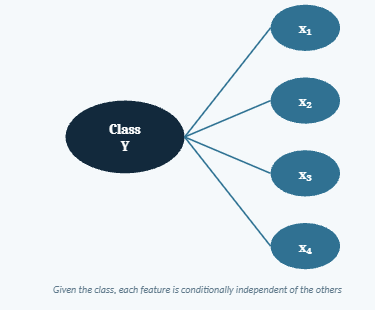 x₁
x₂
Class
Y
x₃
x₄
Given the class, each feature is conditionally independent of the others